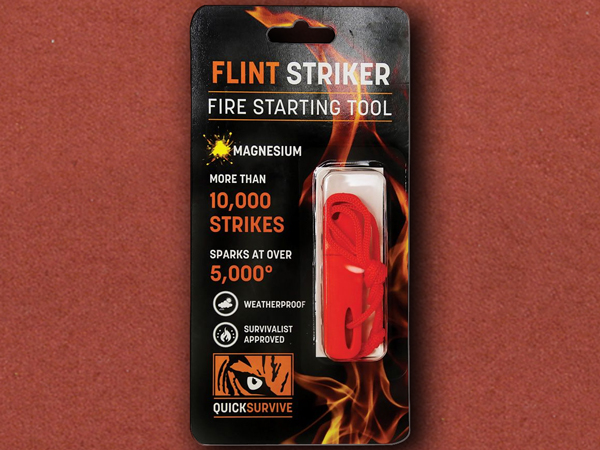 FLINT STRIKER
FIRE STARTING TOOL
MAGNESIUM
MORE THAN
10,000
STRIKES
SPARKS AT OVER
5,000°
WEATHERPROOF
SURVIVALIST
APPROVED
QUICKSURVIVE